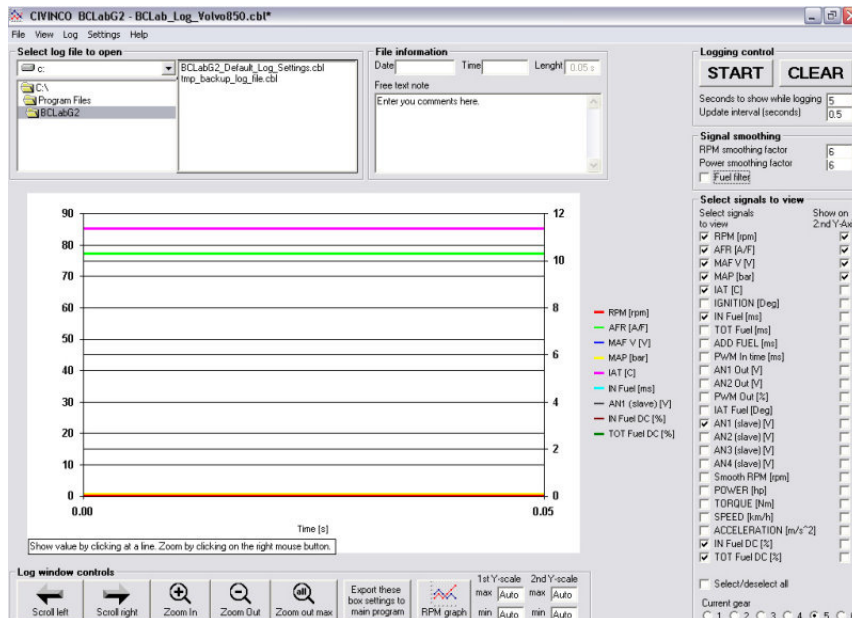 CIVINCO BCLabG2 - BCLab_Log_Volvo850.cbl*
File View Log Settings Help
Select log file to open
c:
C:\
Program Files
BCLabG2
BCLabG2_Default_Log_Settings.cbl
tmp_backup_log_file.cbl
File information
Date Time Lenght 0.05 s
Free text note
Enter you comments here.
Logging control
START CLEAR
Seconds to show while logging 5
Update interval (seconds) 0.5
Signal smoothing
RPM smoothing factor 6
Power smoothing factor 6
Fuel filter
90
80
70
60
50
40
30
20
10
0
12
10
8
6
4
2
0
0.00 0.05
Time [s]
RPM [rpm]
AFR [A/F]
MAF V [V]
MAP [bar]
IAT [C]
IN Fuel [ms]
AN1 (slave) [V]
IN Fuel DC [%]
TOT Fuel DC [%]
Show value by clicking at a line. Zoom by clicking on the right mouse button.
Select signals to view
Select signals Show on
to view 2:nd Y-Ax
RPM [rpm]
AFR [A/F]
MAF V [V]
MAP [bar]
IAT [C]
IGNITION [Deg]
IN Fuel [ms]
TOT Fuel [ms]
ADD FUEL [ms]
PWM In time [ms]
AN1 Out [V]
AN2 Out [V]
PWM Out [%]
IAT Fuel [Deg]
AN1 (slave) [V]
AN2 (slave) [V]
AN3 (slave) [V]
AN4 (slave) [V]
Smooth RPM [rpm]
POWER [hp]
TORQUE [Nm]
SPEED [km/h]
ACCELERATION [m/s^2]
IN Fuel DC [%]
TOT Fuel DC [%]
Select/deselect all
Current gear
1 2 3 4 5
Log window controls
Scroll left
Scroll right
Zoom In
Zoom Out
all
Zoom out max
Export these
box settings to
main program
RPM graph
1st Y-scale 2nd Y-scale
max Auto max Auto
min Auto min Auto